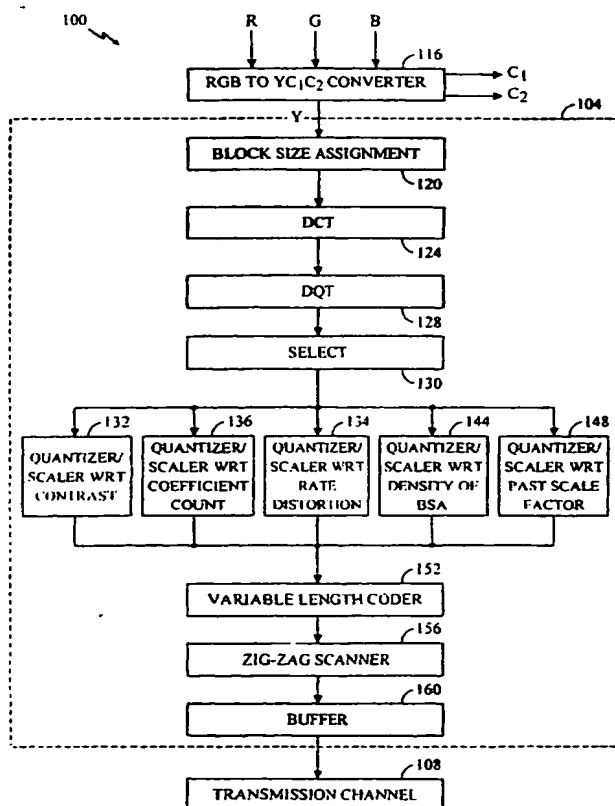 100
R G B
116
RGB TO YC1C2 CONVERTER
C1
C2
Y
104
BLOCK SIZE ASSIGNMENT
120
DCT
124
DQT
128
SELECT
130
132
QUANTIZER/
SCALER WRT
CONTRAST
136
QUANTIZER/
SCALER WRT
COEFFICIENT
COUNT
134
QUANTIZER/
SCALER WRT
RATE
DISTORTION
144
QUANTIZER/
SCALER WRT
DENSITY OF
BSA
148
QUANTIZER/
SCALER WRT
PAST SCALE
FACTOR
152
VARIABLE LENGTH CODER
156
ZIG-ZAG SCANNER
160
BUFFER
108
TRANSMISSION CHANNEL